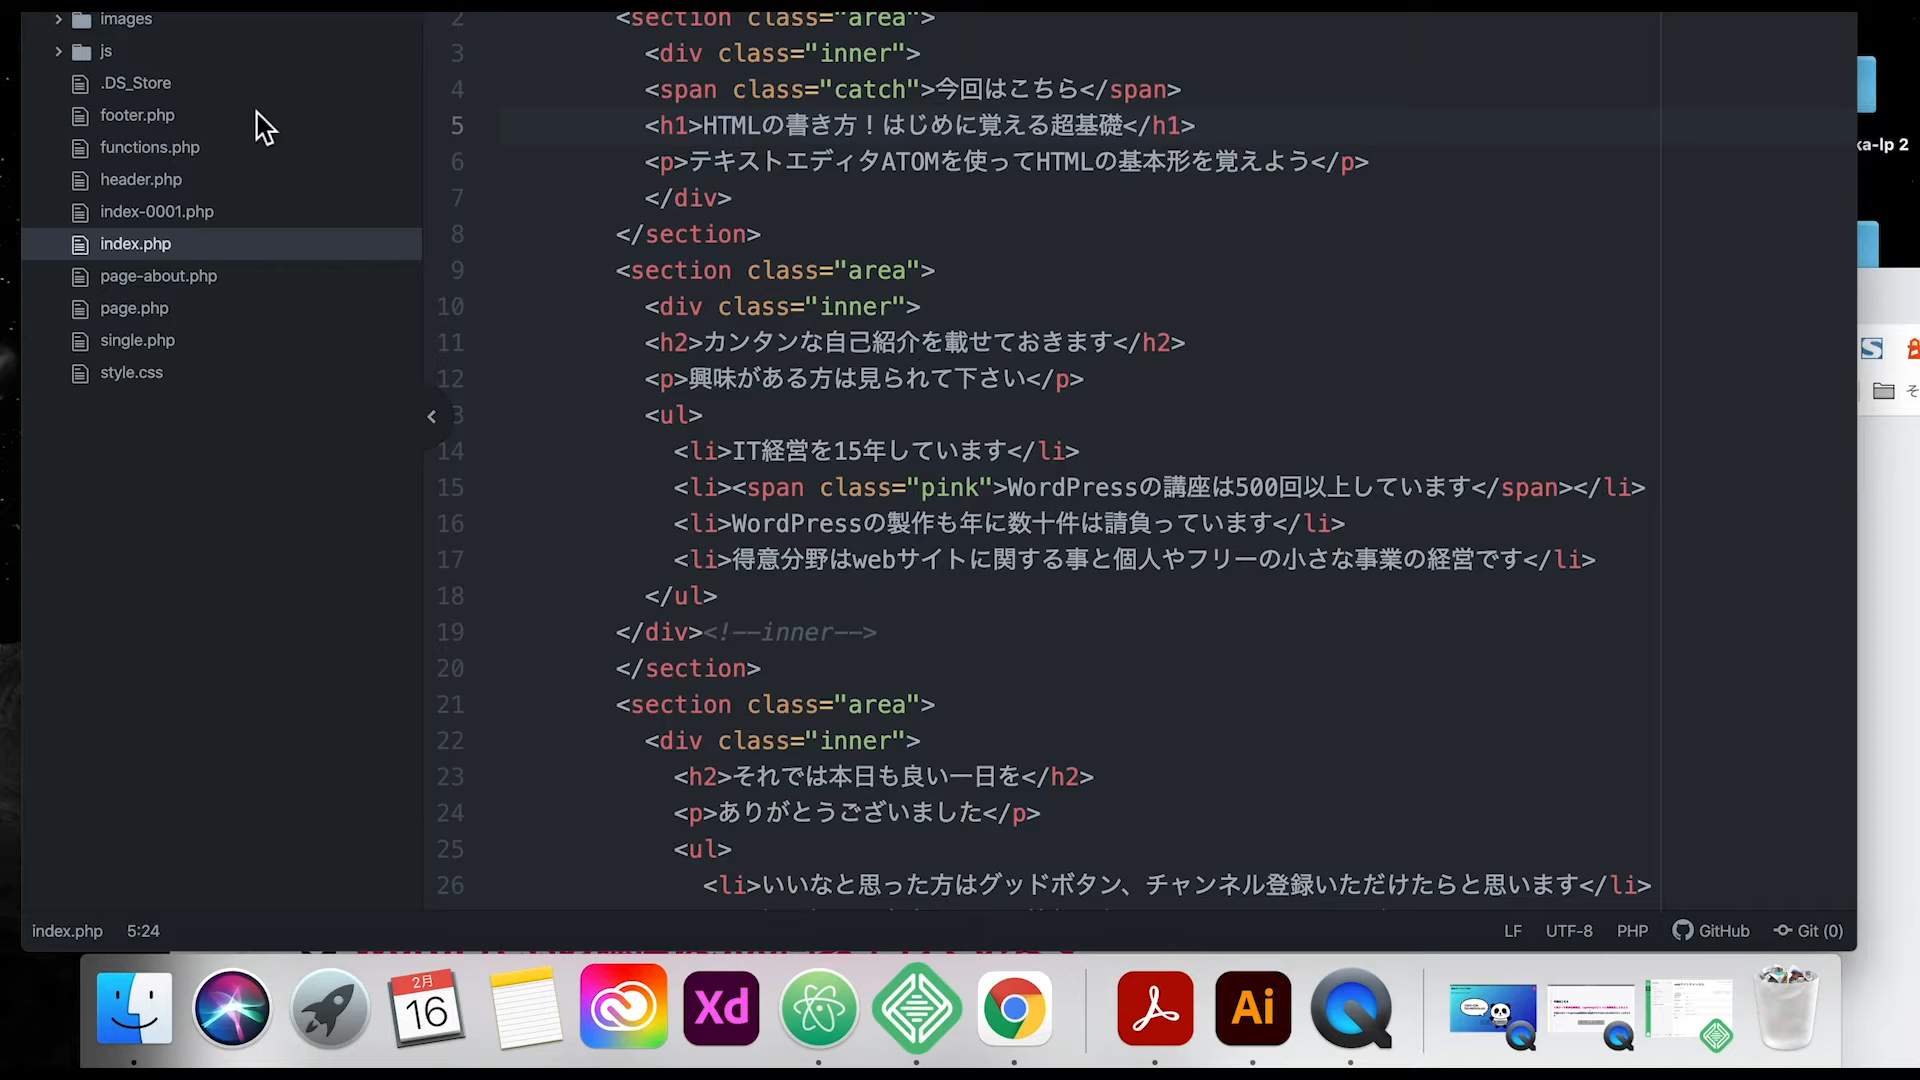 images
js
.DS_Store
footer.php
functions.php
header.php
index-0001.php
index.php
page-about.php
page.php
single.php
style.css
2 <section class="area">
3 <div class="inner">
4 <span class="catch">今回はこちら</span>
5 <h1>HTMLの書き方！はじめに覚える超基礎</h1>
6 <p>テキストエディタATOMを使ってHTMLの基本形を覚えよう</p>
7 </div>
8 </section>
9 <section class="area">
10 <div class="inner">
11 <h2>カンタンな自己紹介を載せておきます</h2>
12 <p>興味がある方は見られて下さい</p>
3 <ul>
14 <li>IT経営を15年しています</li>
15 <li><span class="pink">WordPressの講座は500回以上しています</span></li>
16 <li>WordPressの製作も年に数十件は請負っています</li>
17 <li>得意分野はwebサイトに関する事と個人やフリーの小さな事業の経営です</li>
18 </ul>
19 </div><!--inner-->
20 </section>
21 <section class="area">
22 <div class="inner">
23 <h2>それでは本日も良い一日を</h2>
24 <p>ありがとうございました</p>
25 <ul>
26 <li>いいなと思った方はグッドボタン、チャンネル登録いただけたらと思います</li>
index.php 5:24 LF UTF-8 PHP GitHub Git (0)
ka-lp 2
そ
2月
16
Xd
Ai